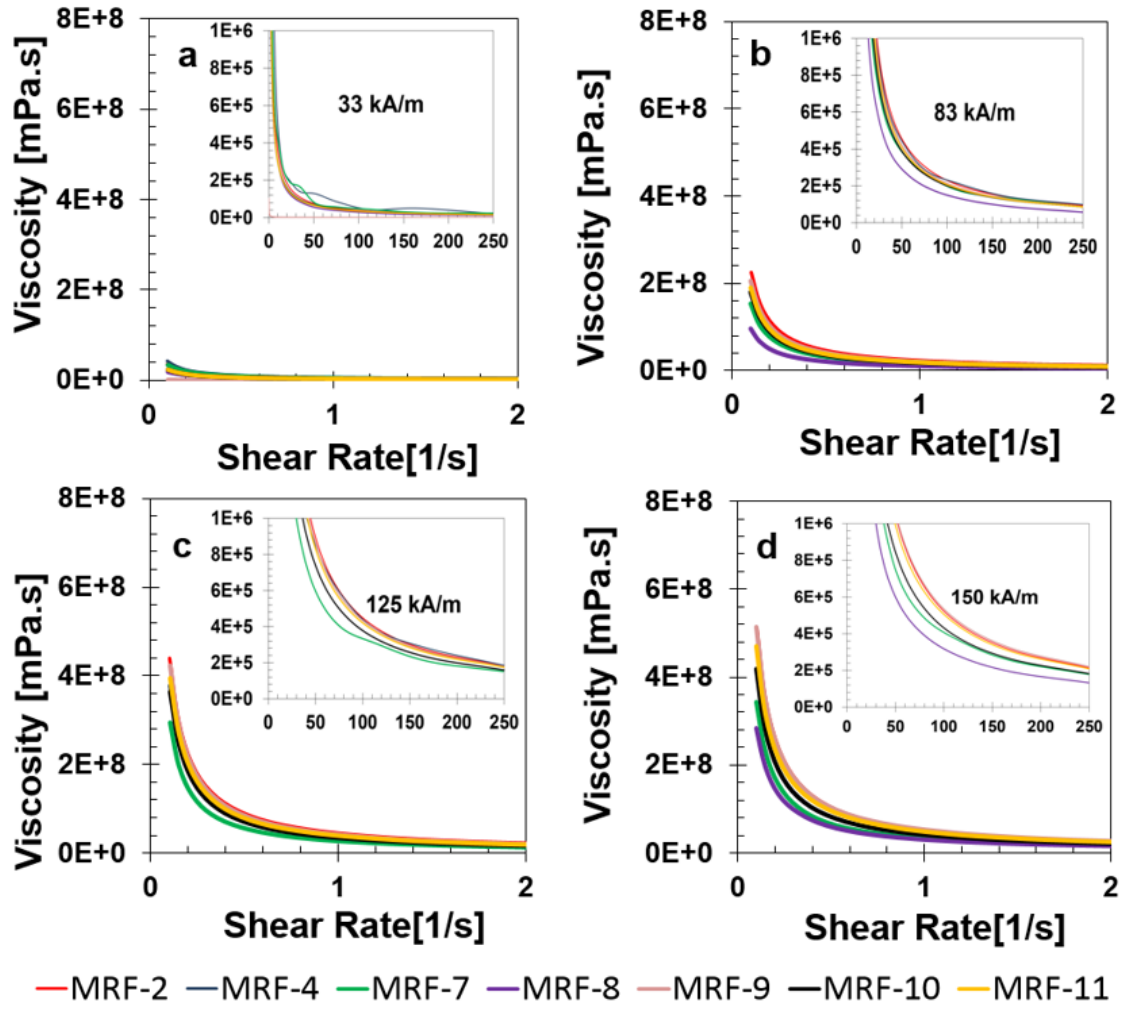 8E+8
6E+8
4E+8
2E+8
0E+0
Viscosity [mPa.s]
a
1E+6
8E+5
6E+5
4E+5
2E+5
0E+0
33 kA/m
0 50 100 150 200 250
0 1 2
Shear Rate[1/s]
8E+8
6E+8
4E+8
2E+8
0E+0
Viscosity [mPa.s]
b
1E+6
8E+5
6E+5
4E+5
2E+5
0E+0
83 kA/m
0 50 100 150 200 250
0 1 2
Shear Rate[1/s]
8E+8
6E+8
4E+8
2E+8
0E+0
Viscosity [mPa.s]
c
1E+6
8E+5
6E+5
4E+5
2E+5
0E+0
125 kA/m
0 50 100 150 200 250
0 1 2
Shear Rate[1/s]
8E+8
6E+8
4E+8
2E+8
0E+0
Viscosity [mPa.s]
d
1E+6
8E+5
6E+5
4E+5
2E+5
0E+0
150 kA/m
0 50 100 150 200 250
0 1 2
Shear Rate[1/s]
MRF-2 MRF-4 MRF-7 MRF-8 MRF-9 MRF-10 MRF-11